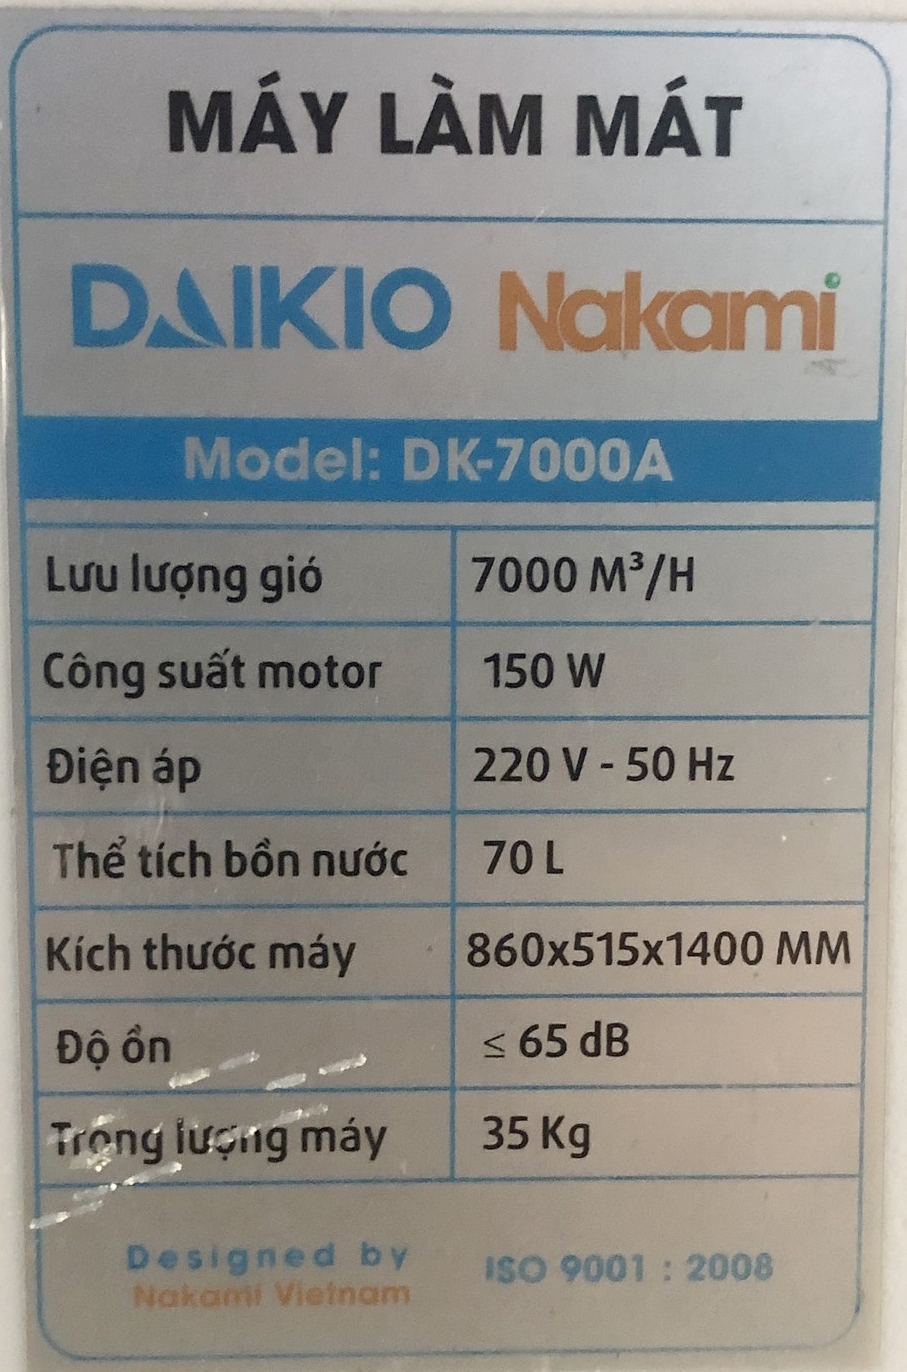 MÁY LÀM MÁT
DAIKIO Nakami
Model: DK-7000A
Lưu lượng gió 7000 M³/H
Công suất motor 150 W
Điện áp 220 V - 50 Hz
Thể tích bồn nước 70 L
Kích thước máy 860x515x1400 MM
Độ ồn ≤ 65 dB
Trọng lượng máy 35 Kg
Designed by ISO 9001 : 2008
Nakami Vietnam